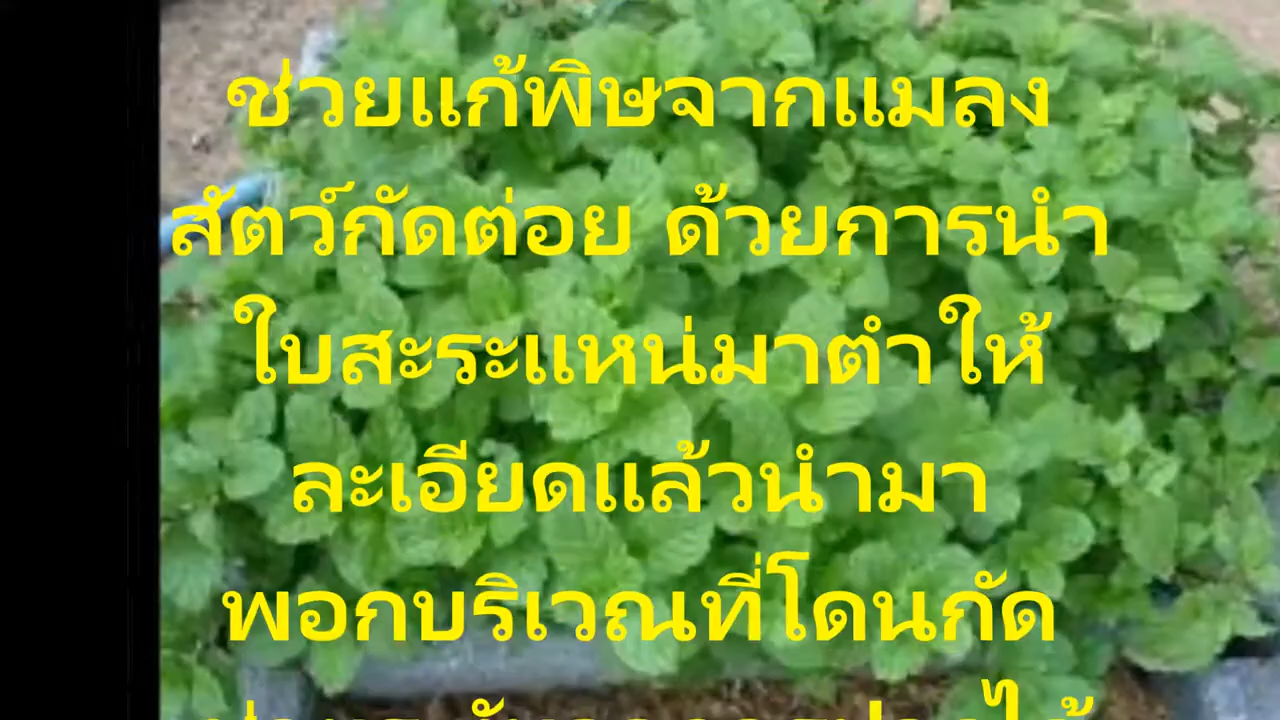 ช่วยแก้พิษจากแมลง
สัตว์กัดต่อย ด้วยการนำ
ใบสะระแหน่มาตำให้
ละเอียดแล้วนำมา
พอกบริเวณที่โดนกัด